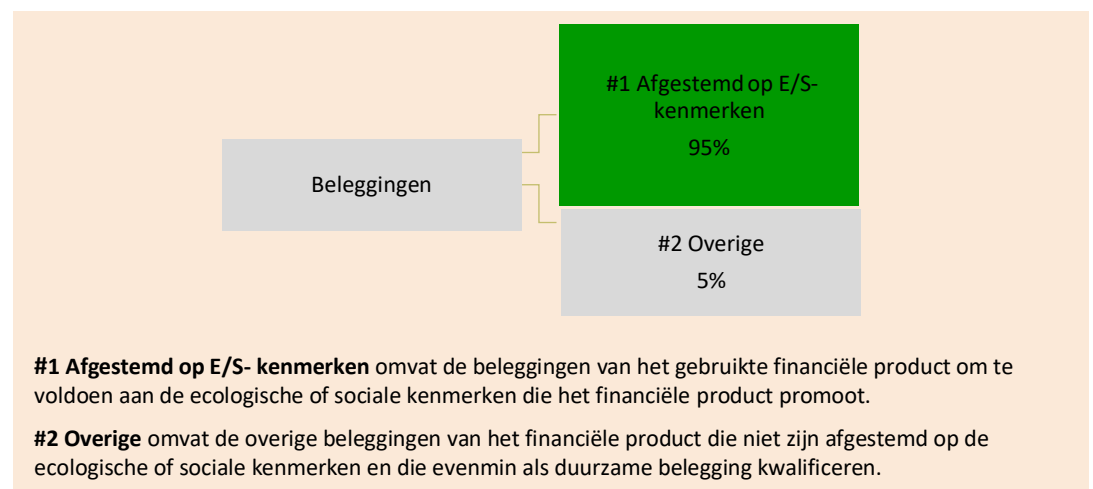 #1 Afgestemd op E/S-
kenmerken
95%
Beleggingen
#2 Overige
5%
#1 Afgestemd op E/S- kenmerken omvat de beleggingen van het gebruikte financiële product om te
voldoen aan de ecologische of sociale kenmerken die het financiële product promoot.
#2 Overige omvat de overige beleggingen van het financiële product die niet zijn afgestemd op de
ecologische of sociale kenmerken en die evenmin als duurzame belegging kwalificeren.